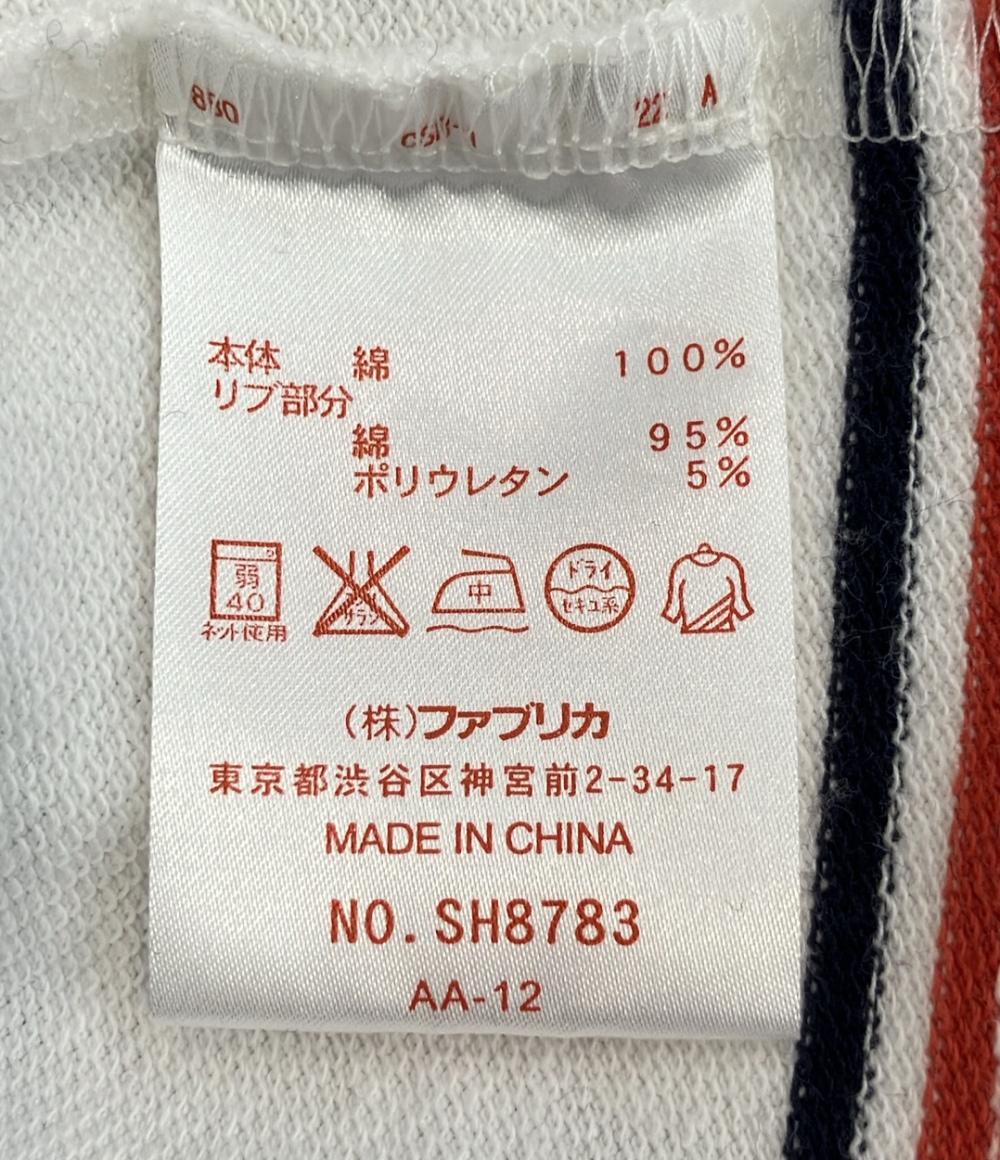 本体 綿 100%
リブ部分
綿 95%
ポリウレタン 5%
弱
40
ネット使用
中
ドライ
セキユ系
(株)ファブリカ
東京都渋谷区神宮前2-34-17
MADE IN CHINA
NO. SH8783
AA-12